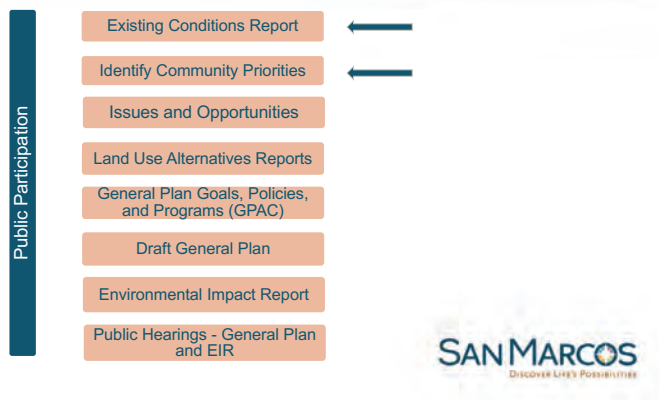 Public Participation
Existing Conditions Report
Identify Community Priorities
Issues and Opportunities
Land Use Alternatives Reports
General Plan Goals, Policies,
and Programs (GPAC)
Draft General Plan
Environmental Impact Report
Public Hearings - General Plan
and EIR
SAN MARCOS
DISCOVER LIFE'S POSSIBILITIES